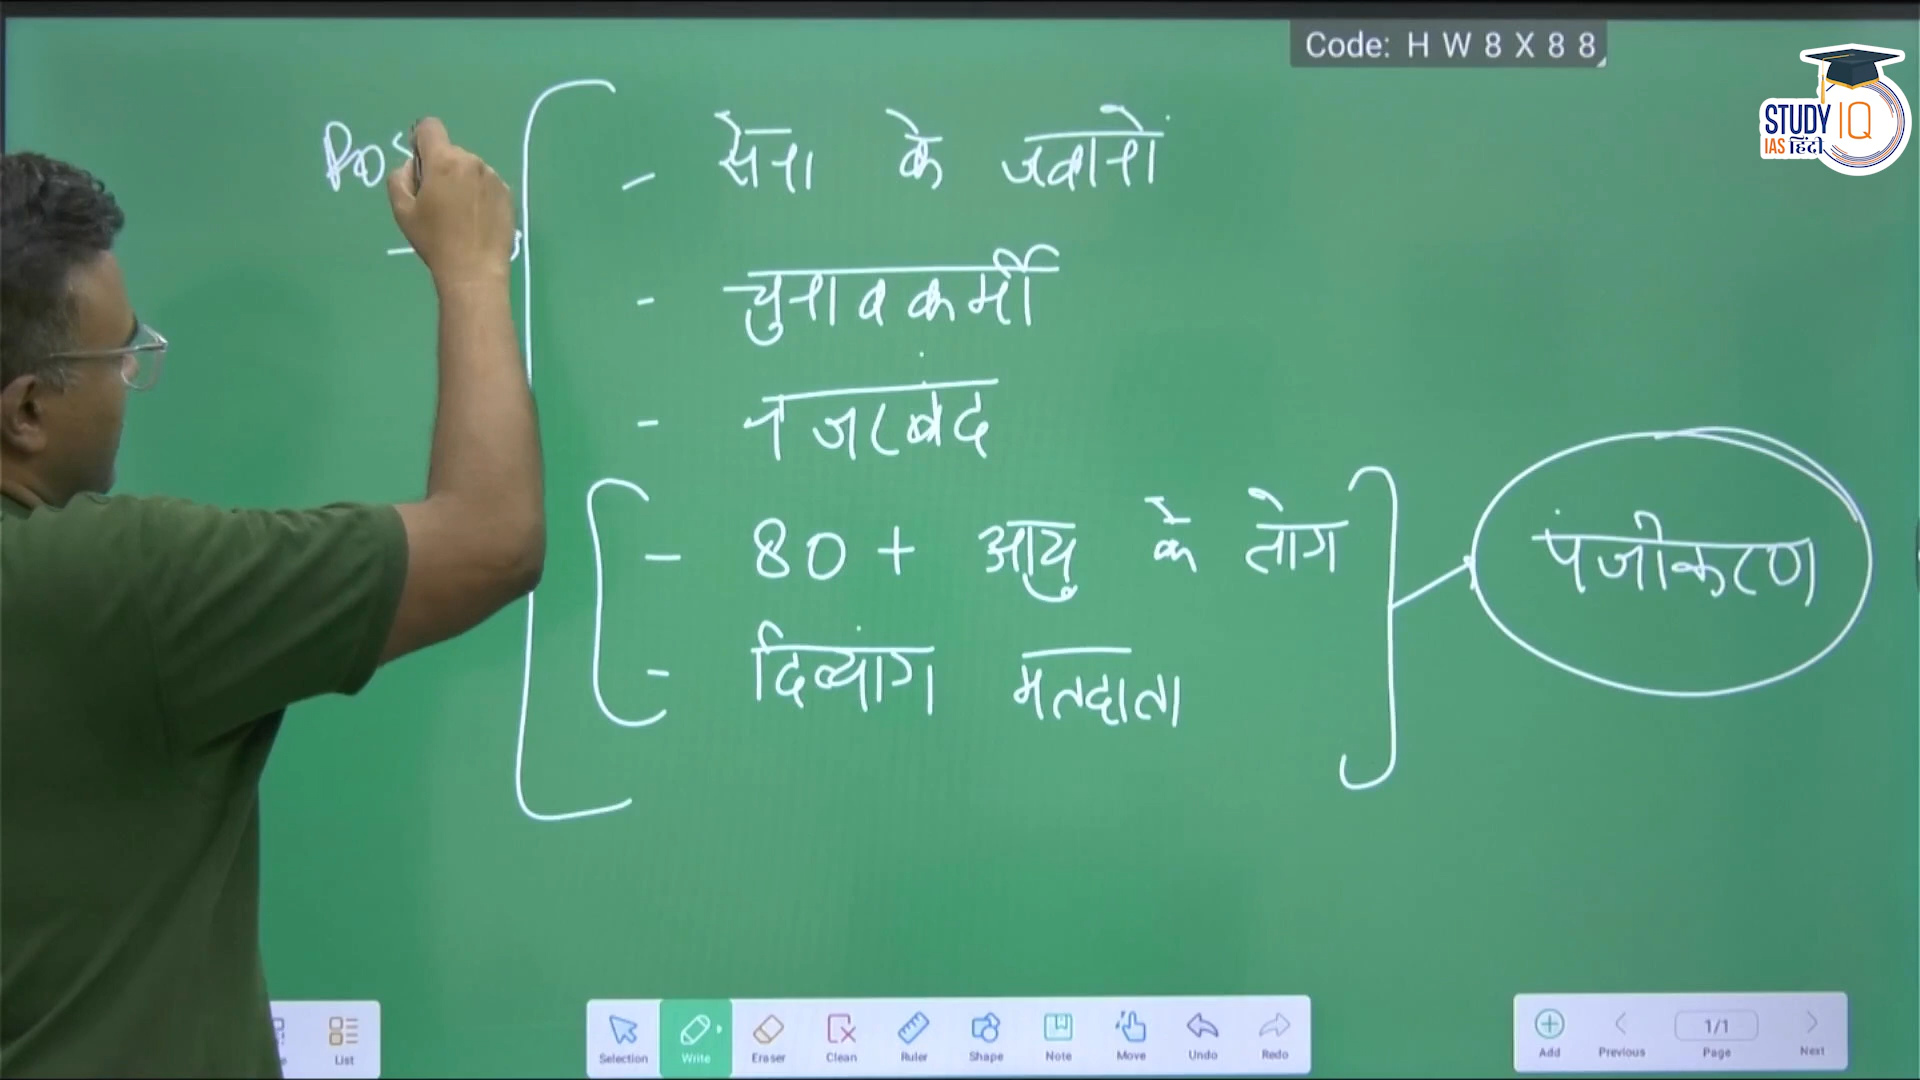 Code: H W 8 X 8 8
STUDY IQ
IAS हिंदी
Pos
- सेना के जवानों
- चुनाव कर्मी
- नजरबंद
- 80 + आयु के लोग
- दिव्यांग मतदाता
पंजीकरण
List
Selection
Write
Eraser
Clean
Ruler
Shape
Note
Move
Undo
Redo
Add
Previous
1/1
Page
Next